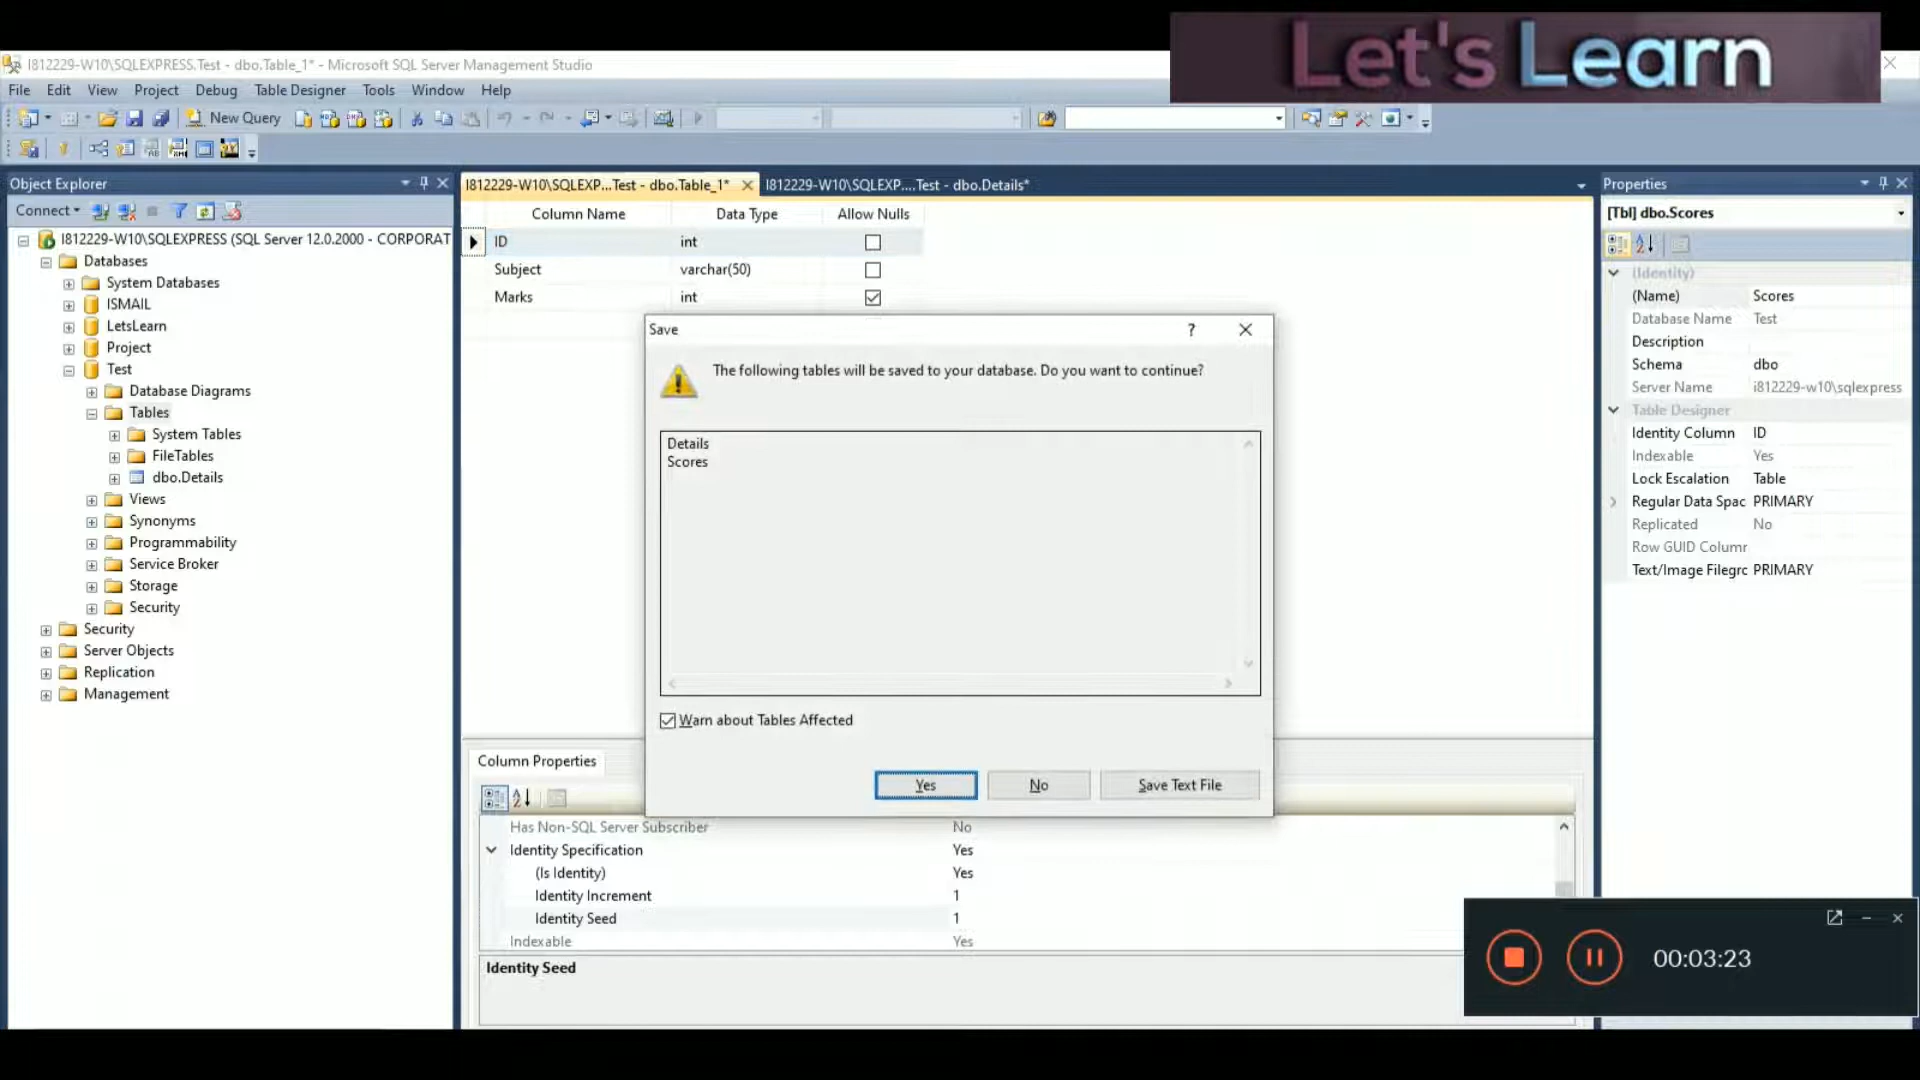 Let's Learn
I812229-W10\SQLEXPRESS.Test - dbo.Table_1* - Microsoft SQL Server Management Studio
File Edit View Project Debug Table Designer Tools Window Help
New Query
Object Explorer
Connect
I812229-W10\SQLEXPRESS (SQL Server 12.0.2000 - CORPORAT
Databases
System Databases
ISMAIL
LetsLearn
Project
Test
Database Diagrams
Tables
System Tables
FileTables
dbo.Details
Views
Synonyms
Programmability
Service Broker
Storage
Security
Security
Server Objects
Replication
Management
I812229-W10\SQLEXP...Test - dbo.Table_1* I812229-W10\SQLEXP....Test - dbo.Details*
Column Name Data Type Allow Nulls
ID int
Subject varchar(50)
Marks int
Save ?
The following tables will be saved to your database. Do you want to continue?
Details
Scores
Warn about Tables Affected
Yes No Save Text File
Column Properties
Has Non-SQL Server Subscriber No
Identity Specification Yes
(Is Identity) Yes
Identity Increment 1
Identity Seed 1
Indexable Yes
Identity Seed
Properties
[Tbl] dbo.Scores
(Identity)
(Name) Scores
Database Name Test
Description
Schema dbo
Server Name i812229-w10\sqlexpress
Table Designer
Identity Column ID
Indexable Yes
Lock Escalation Table
Regular Data Spac PRIMARY
Replicated No
Row GUID Column
Text/Image Filegrc PRIMARY
00:03:23